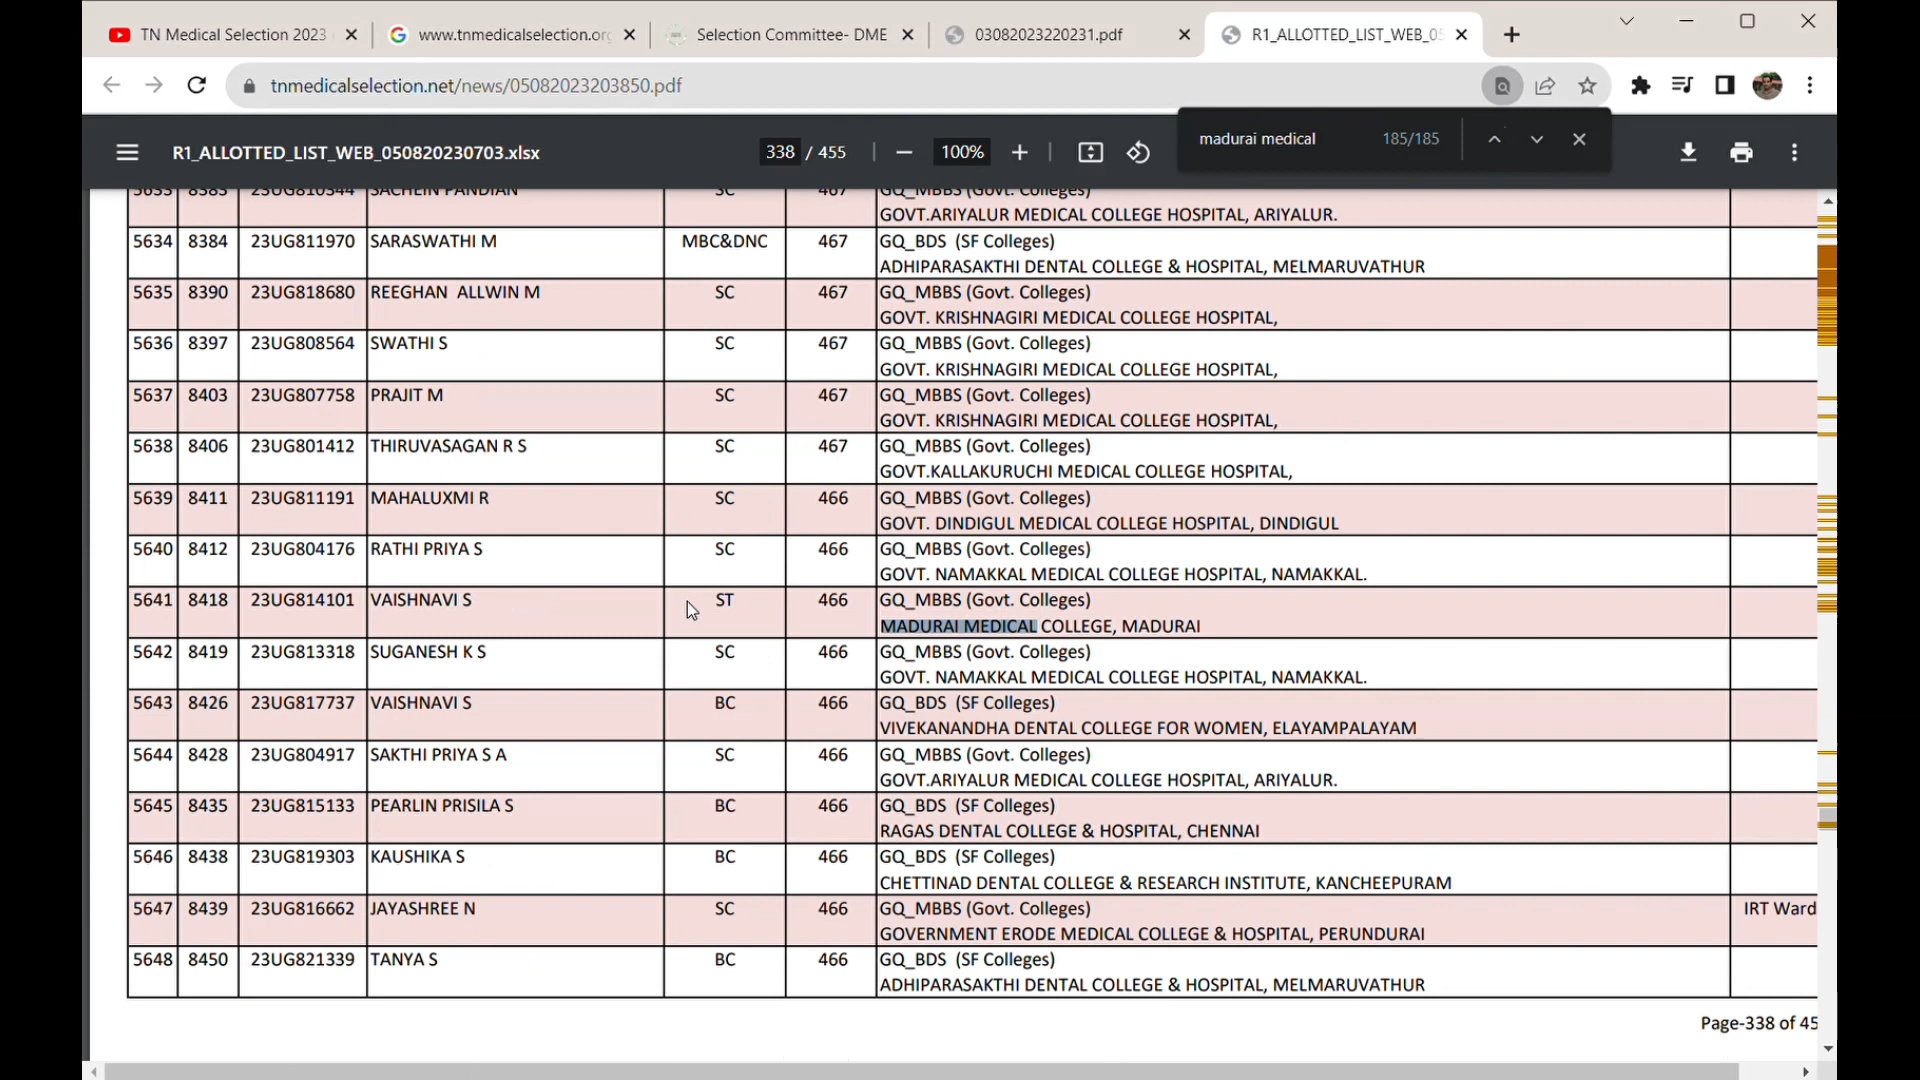 TN Medical Selection 2023
www.tnmedicalselection.org
Selection Committee- DME
03082023220231.pdf
R1_ALLOTTED_LIST_WEB_05
tnmedicalselection.net/news/05082023203850.pdf
madurai medical 185/185
R1_ALLOTTED_LIST_WEB_050820230703.xlsx 338 / 455 100%
5633 8383 23UG810344 SACHEIN PANDIAN SC 467 GQ_MBBS (Govt. Colleges)
GOVT.ARIYALUR MEDICAL COLLEGE HOSPITAL, ARIYALUR.
5634 8384 23UG811970 SARASWATHI M MBC&DNC 467 GQ_BDS (SF Colleges)
ADHIPARASAKTHI DENTAL COLLEGE & HOSPITAL, MELMARUVATHUR
5635 8390 23UG818680 REEGHAN ALLWIN M SC 467 GQ_MBBS (Govt. Colleges)
GOVT. KRISHNAGIRI MEDICAL COLLEGE HOSPITAL,
5636 8397 23UG808564 SWATHI S SC 467 GQ_MBBS (Govt. Colleges)
GOVT. KRISHNAGIRI MEDICAL COLLEGE HOSPITAL,
5637 8403 23UG807758 PRAJIT M SC 467 GQ_MBBS (Govt. Colleges)
GOVT. KRISHNAGIRI MEDICAL COLLEGE HOSPITAL,
5638 8406 23UG801412 THIRUVASAGAN R S SC 467 GQ_MBBS (Govt. Colleges)
GOVT.KALLAKURUCHI MEDICAL COLLEGE HOSPITAL,
5639 8411 23UG811191 MAHALUXMI R SC 466 GQ_MBBS (Govt. Colleges)
GOVT. DINDIGUL MEDICAL COLLEGE HOSPITAL, DINDIGUL
5640 8412 23UG804176 RATHI PRIYA S SC 466 GQ_MBBS (Govt. Colleges)
GOVT. NAMAKKAL MEDICAL COLLEGE HOSPITAL, NAMAKKAL.
5641 8418 23UG814101 VAISHNAVI S ST 466 GQ_MBBS (Govt. Colleges)
MADURAI MEDICAL COLLEGE, MADURAI
5642 8419 23UG813318 SUGANESH K S SC 466 GQ_MBBS (Govt. Colleges)
GOVT. NAMAKKAL MEDICAL COLLEGE HOSPITAL, NAMAKKAL.
5643 8426 23UG817737 VAISHNAVI S BC 466 GQ_BDS (SF Colleges)
VIVEKANANDHA DENTAL COLLEGE FOR WOMEN, ELAYAMPALAYAM
5644 8428 23UG804917 SAKTHI PRIYA S A SC 466 GQ_MBBS (Govt. Colleges)
GOVT.ARIYALUR MEDICAL COLLEGE HOSPITAL, ARIYALUR.
5645 8435 23UG815133 PEARLIN PRISILA S BC 466 GQ_BDS (SF Colleges)
RAGAS DENTAL COLLEGE & HOSPITAL, CHENNAI
5646 8438 23UG819303 KAUSHIKA S BC 466 GQ_BDS (SF Colleges)
CHETTINAD DENTAL COLLEGE & RESEARCH INSTITUTE, KANCHEEPURAM
5647 8439 23UG816662 JAYASHREE N SC 466 GQ_MBBS (Govt. Colleges) IRT Ward
GOVERNMENT ERODE MEDICAL COLLEGE & HOSPITAL, PERUNDURAI
5648 8450 23UG821339 TANYA S BC 466 GQ_BDS (SF Colleges)
ADHIPARASAKTHI DENTAL COLLEGE & HOSPITAL, MELMARUVATHUR
Page-338 of 45